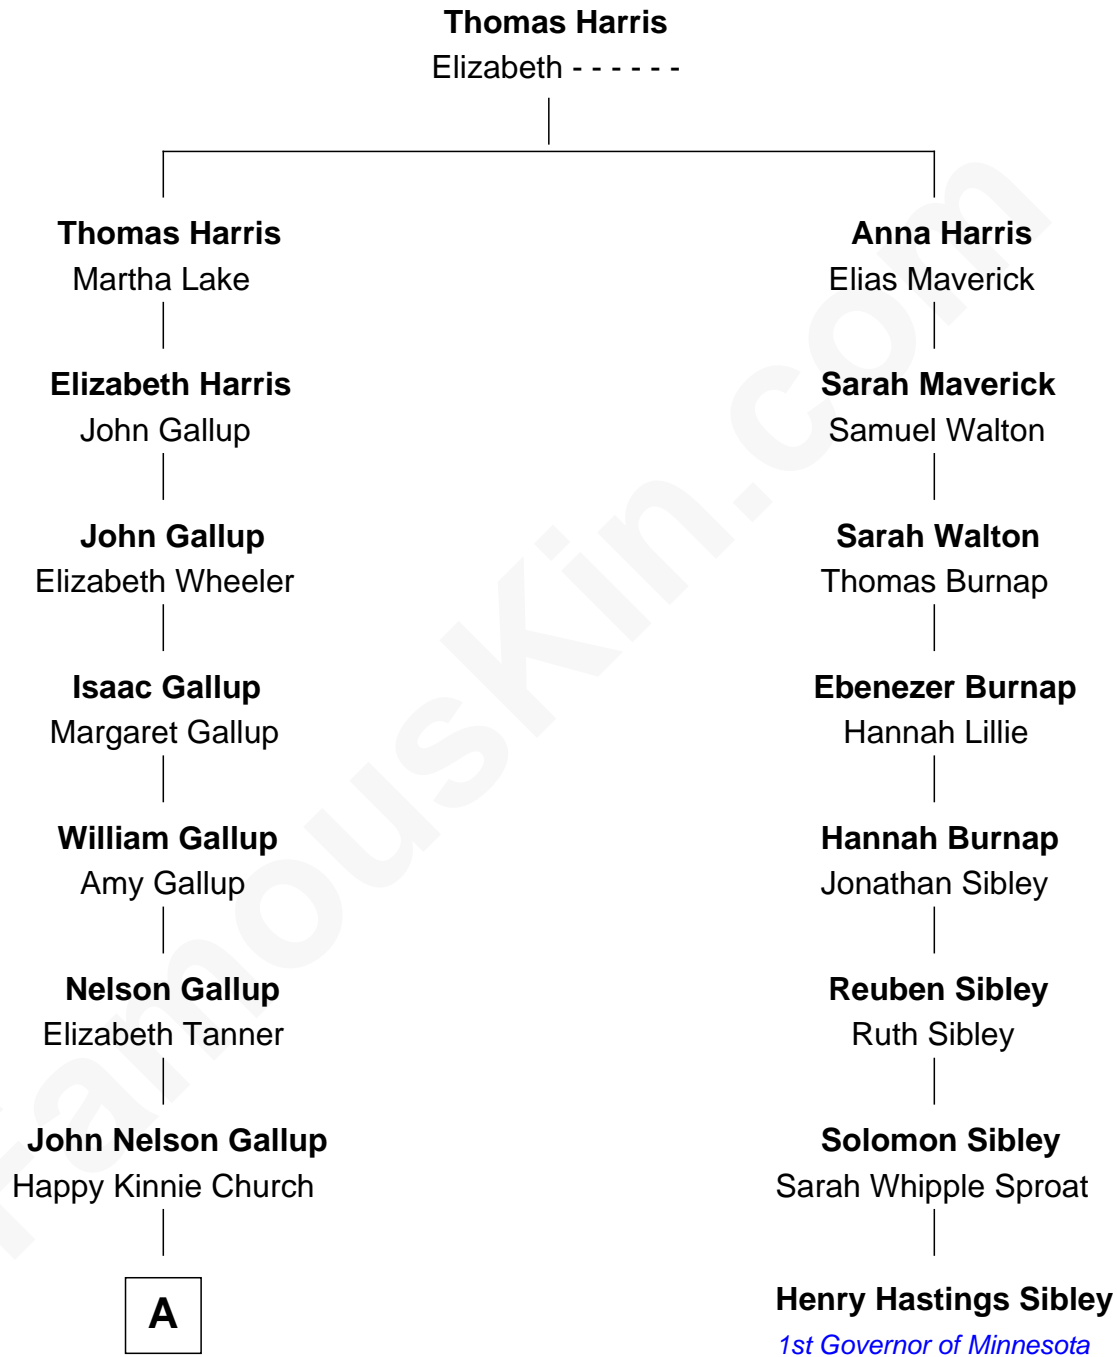 Thomas Harris
Elizabeth - - - - - -
Thomas Harris
Martha Lake
Elizabeth Harris
John Gallup
John Gallup
Elizabeth Wheeler
Isaac Gallup
Margaret Gallup
William Gallup
Amy Gallup
Nelson Gallup
Elizabeth Tanner
John Nelson Gallup
Happy Kinnie Church
A
Anna Harris
Elias Maverick
Sarah Maverick
Samuel Walton
Sarah Walton
Thomas Burnap
Ebenezer Burnap
Hannah Lillie
Hannah Burnap
Jonathan Sibley
Reuben Sibley
Ruth Sibley
Solomon Sibley
Sarah Whipple Sproat
Henry Hastings Sibley
1st Governor of Minnesota
FamousKin.com